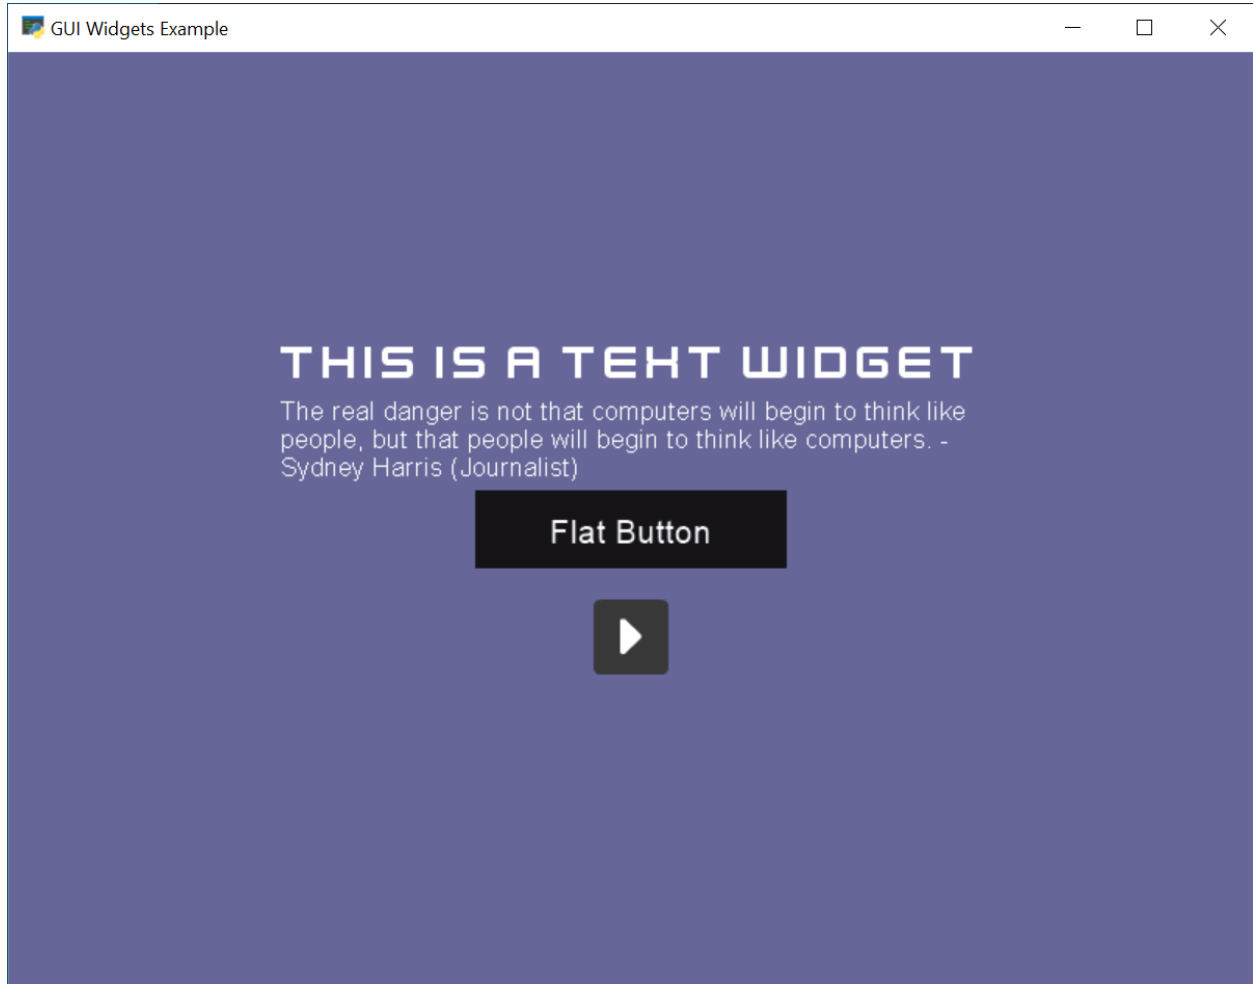 GUI Widgets Example
THIS IS A TEXT WIDGET
The real danger is not that computers will begin to think like
people, but that people will begin to think like computers. -
Sydney Harris (Journalist)
Flat Button